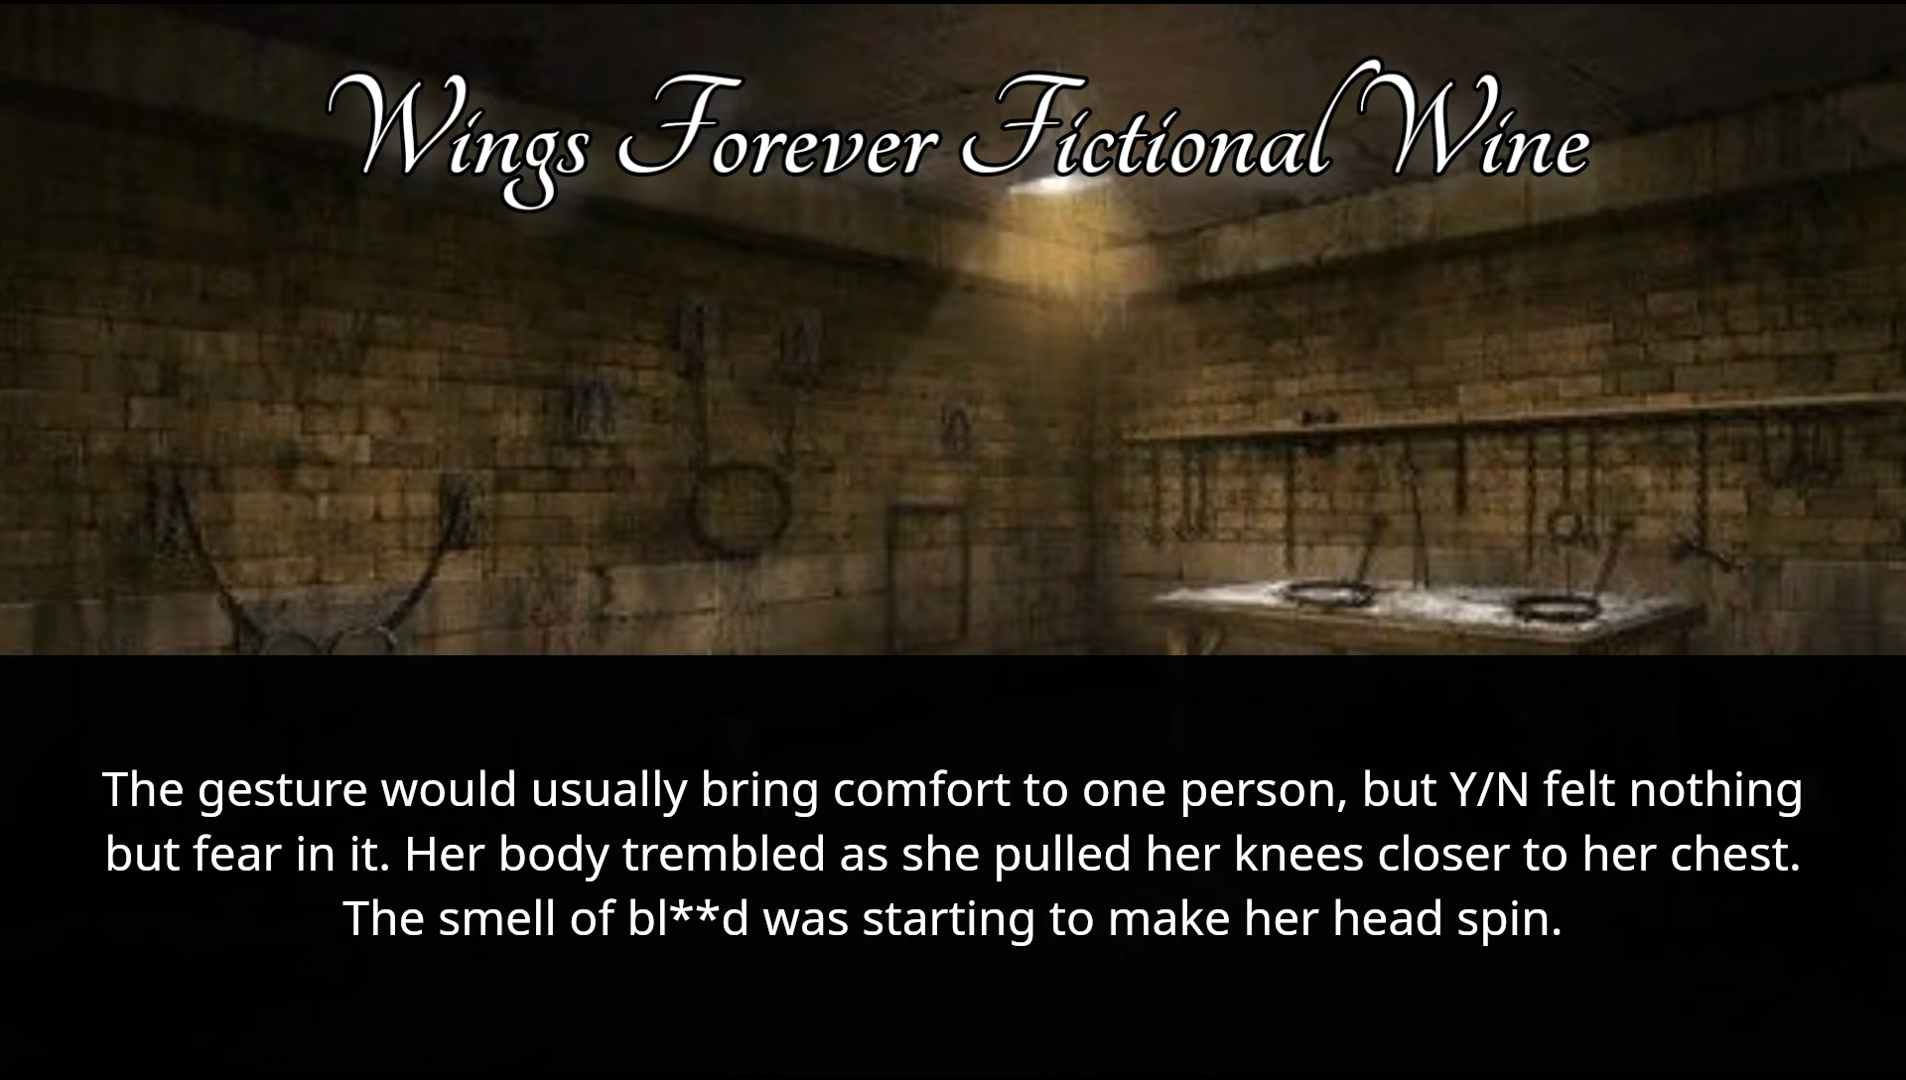 Wings Forever Fictional Wine
The gesture would usually bring comfort to one person, but Y/N felt nothing
but fear in it. Her body trembled as she pulled her knees closer to her chest.
The smell of bl**d was starting to make her head spin.